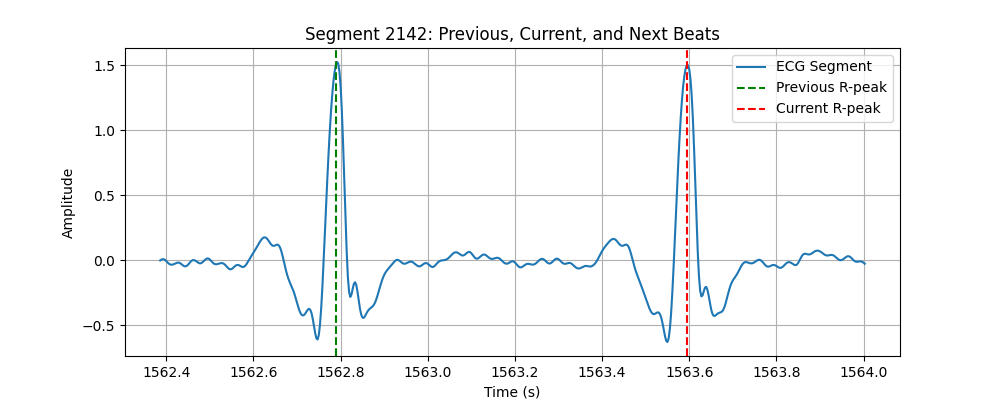 Segment 2142: Previous, Current, and Next Beats
ECG Segment
Previous R-peak
Current R-peak
Amplitude
1.5
1.0
0.5
0.0
−0.5
1562.4 1562.6 1562.8 1563.0 1563.2 1563.4 1563.6 1563.8 1564.0
Time (s)